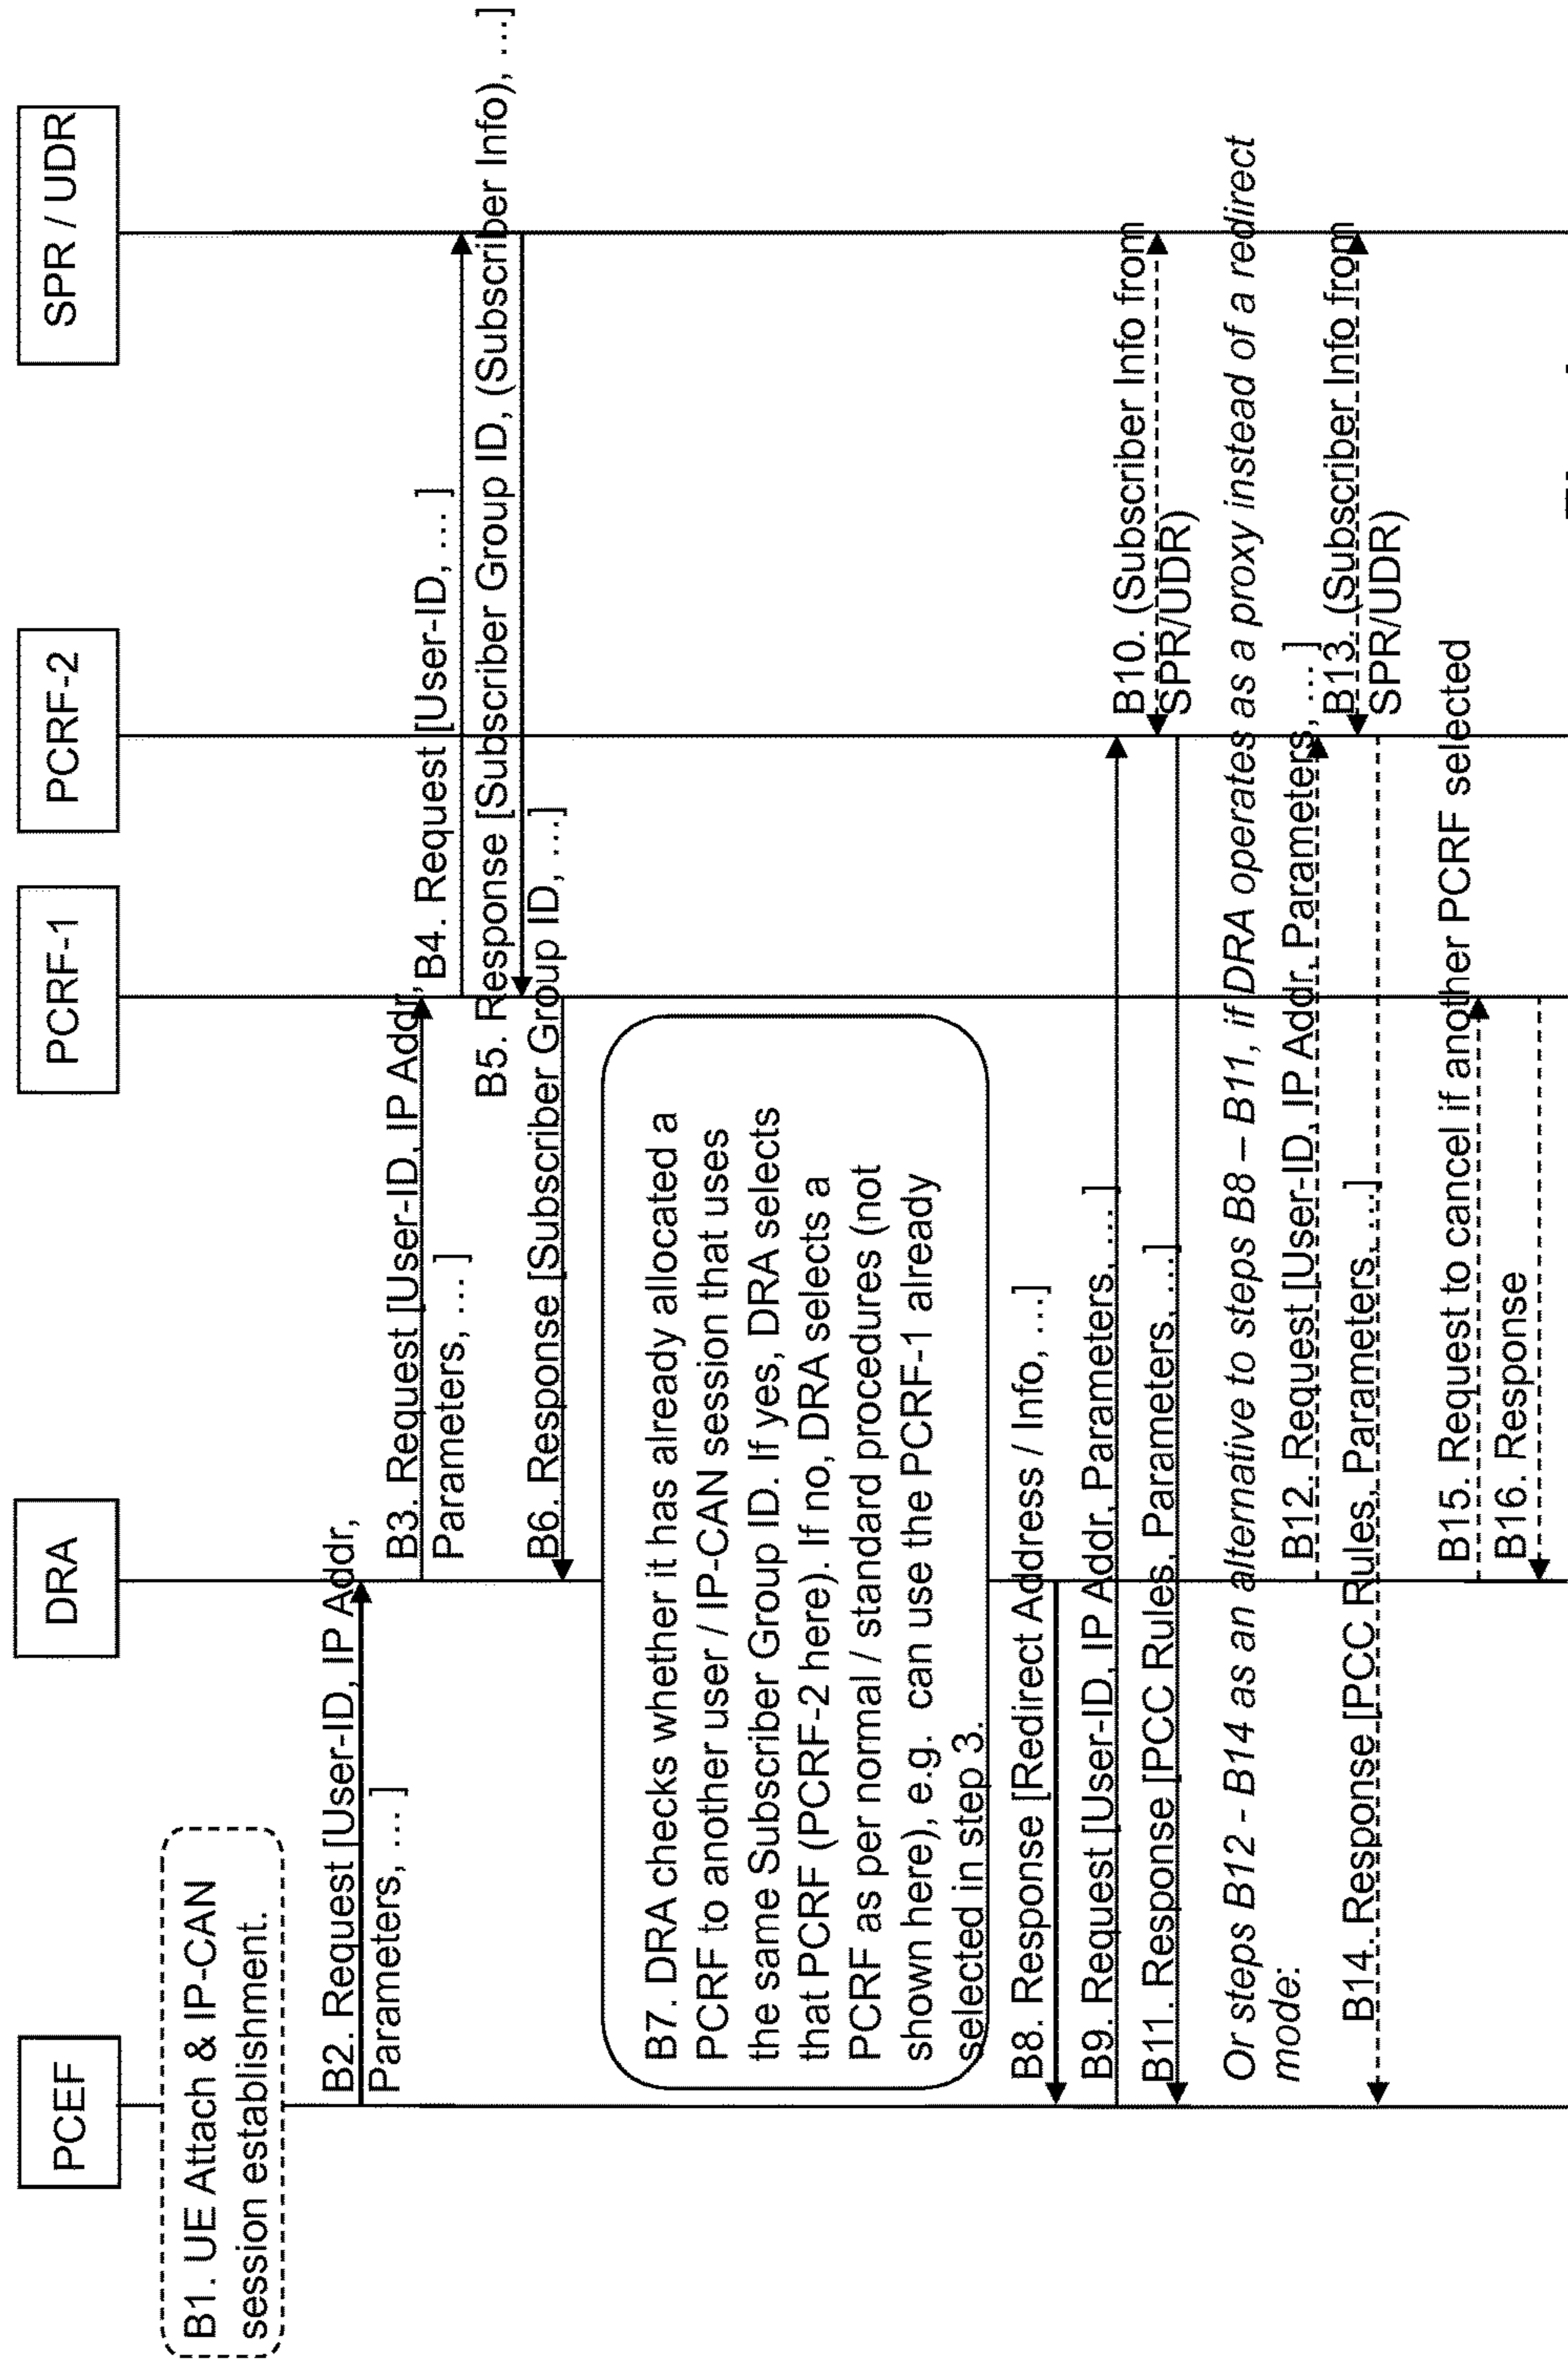 PCEF
DRA
PCRF-1
PCRF-2
SPR / UDR
B1. UE Attach & IP-CAN
session establishment.
B2. Request [User-ID, IP Addr,
Parameters, …]
B3. Request [User-ID, IP Addr,
Parameters, …]
B4. Request [User-ID, …]
B5. Response [Subscriber Group ID, (Subscriber Info), …]
B6. Response [Subscriber Group ID, …]
B7. DRA checks whether it has already allocated a
PCRF to another user / IP-CAN session that uses
the same Subscriber Group ID. If yes, DRA selects
that PCRF (PCRF-2 here). If no, DRA selects a
PCRF as per normal / standard procedures (not
shown here), e.g. can use the PCRF-1 already
selected in step 3.
B8. Response [Redirect Address / Info, …]
B9. Request [User-ID, IP Addr, Parameters, …]
B10. (Subscriber Info from
SPR/UDR)
B11. Response [PCC Rules, Parameters, …]
Or steps B12 - B14 as an alternative to steps B8 – B11, if DRA operates as a proxy instead of a redirect
mode:
B12. Request [User-ID, IP Addr, Parameters, …]
B13. (Subscriber Info from
SPR/UDR)
B14. Response [PCC Rules, Parameters, …]
B15. Request to cancel if another PCRF selected
B16. Response